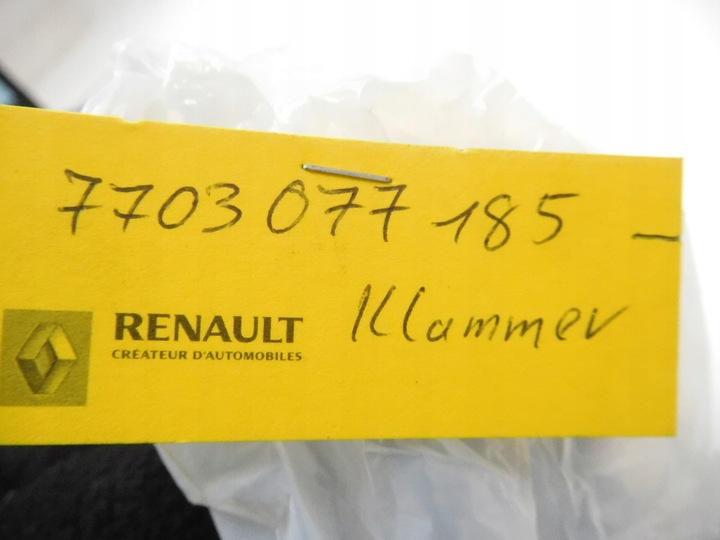 7703 077 185 -
RENAULT Klammer
CRÉATEUR D'AUTOMOBILES